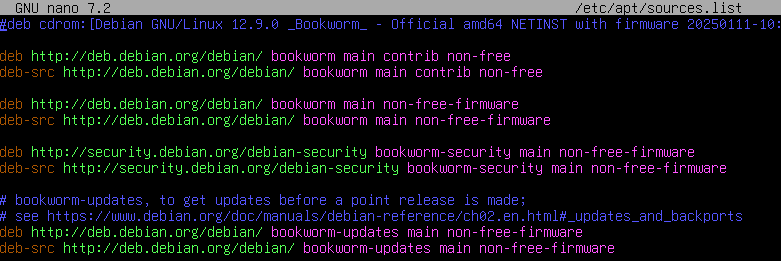 GNU nano 7.2 /etc/apt/sources.list
#deb cdrom:[Debian GNU/Linux 12.9.0 _Bookworm_ - Official amd64 NETINST with firmware 20250111-10:
deb http://deb.debian.org/debian/ bookworm main contrib non-free
deb-src http://deb.debian.org/debian/ bookworm main contrib non-free
deb http://deb.debian.org/debian/ bookworm main non-free-firmware
deb-src http://deb.debian.org/debian/ bookworm main non-free-firmware
deb http://security.debian.org/debian-security bookworm-security main non-free-firmware
deb-src http://security.debian.org/debian-security bookworm-security main non-free-firmware
# bookworm-updates, to get updates before a point release is made;
# see https://www.debian.org/doc/manuals/debian-reference/ch02.en.html#_updates_and_backports
deb http://deb.debian.org/debian/ bookworm-updates main non-free-firmware
deb-src http://deb.debian.org/debian/ bookworm-updates main non-free-firmware